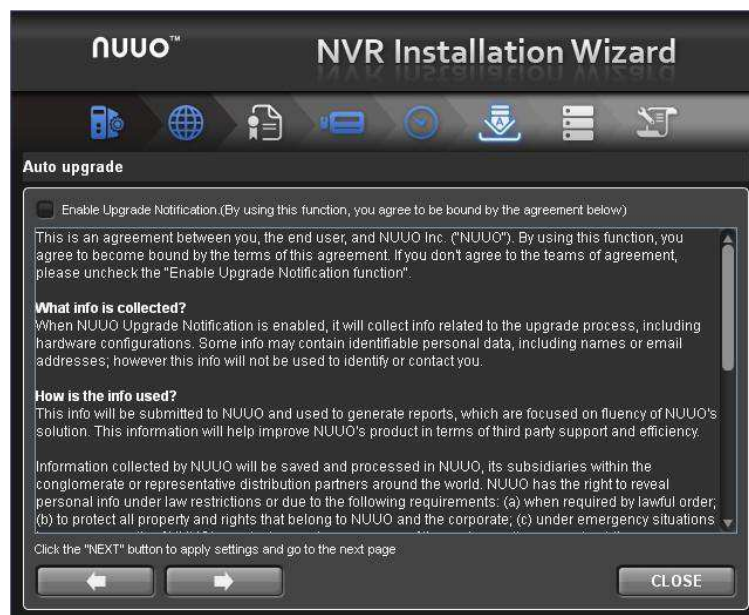 nuuo™
NVR Installation Wizard
A
Auto upgrade
Enable Upgrade Notification.(By using this function, you agree to be bound by the agreement below)
This is an agreement between you, the end user, and NUUO Inc. ("NUUO"). By using this function, you
agree to become bound by the terms of this agreement. If you don't agree to the teams of agreement,
please uncheck the "Enable Upgrade Notification function".
What info is collected?
When NUUO Upgrade Notification is enabled, it will collect info related to the upgrade process, including
hardware configurations. Some info may contain identifiable personal data, including names or email
addresses; however this info will not be used to identify or contact you.
How is the info used?
This info will be submitted to NUUO and used to generate reports, which are focused on fluency of NUUO's
solution. This information will help improve NUUO's product in terms of third party support and efficiency.
Information collected by NUUO will be saved and processed in NUUO, its subsidiaries within the
conglomerate or representative distribution partners around the world. NUUO has the right to reveal
personal info under law restrictions or due to the following requirements: (a) when required by lawful order;
(b) to protect all property and rights that belong to NUUO and the corporate; (c) under emergency situations
Click the "NEXT" button to apply settings and go to the next page
CLOSE